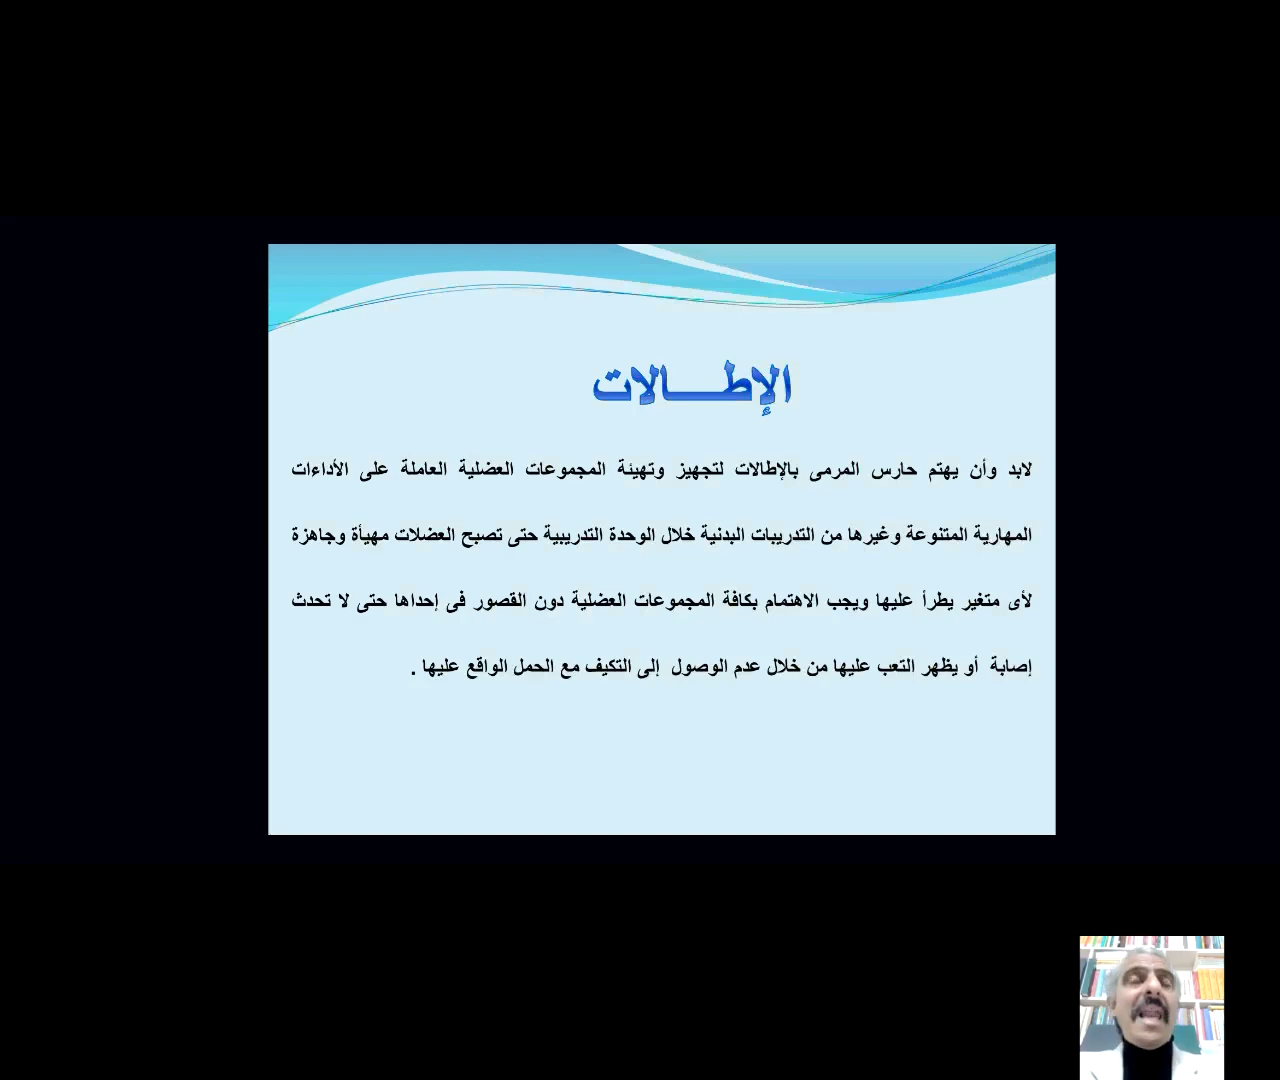 الإطـــالات
لابد وأن يهتم حارس المرمى بالإطالات لتجهيز وتهيئة المجموعات العضلية العاملة على الأداءات
المهارية المتنوعة وغيرها من التدريبات البدنية خلال الوحدة التدريبية حتى تصبح العضلات مهيأة وجاهزة
لأى متغير يطرأ عليها ويجب الاهتمام بكافة المجموعات العضلية دون القصور فى إحداها حتى لا تحدث
إصابة أو يظهر التعب عليها من خلال عدم الوصول إلى التكيف مع الحمل الواقع عليها .